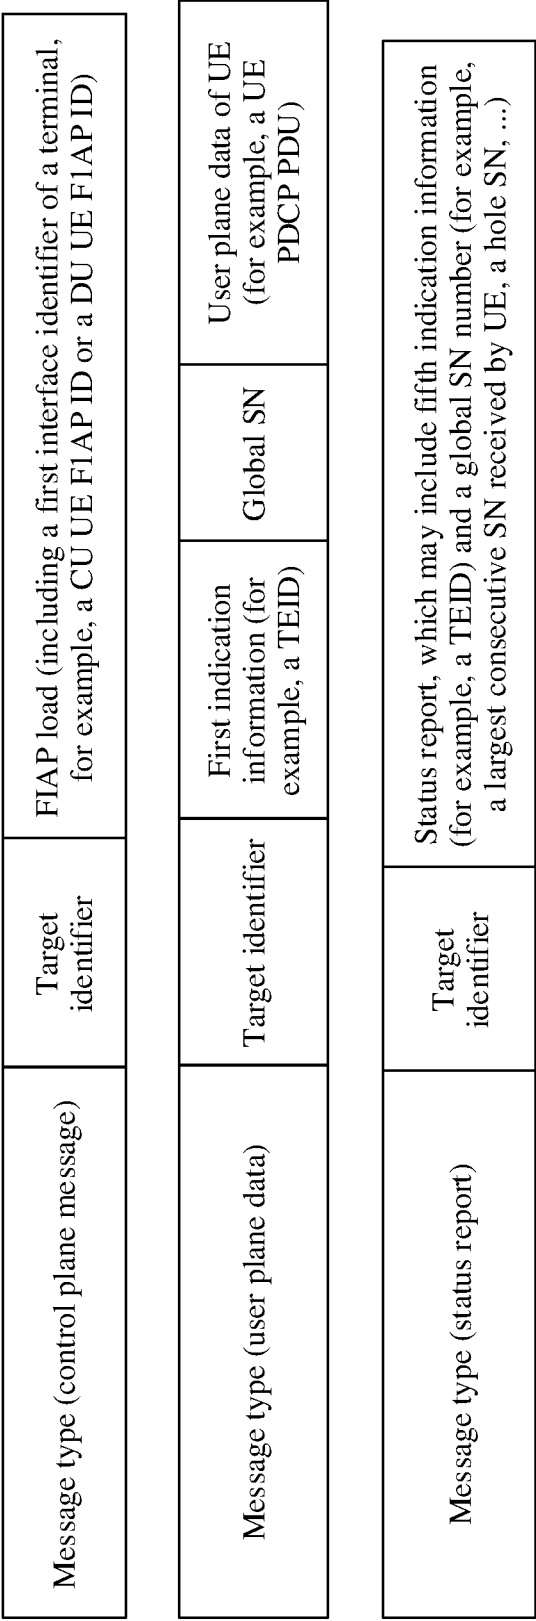 Message type (control plane message)
Target
identifier
FIAP load (including a first interface identifier of a terminal,
for example, a CU UE F1AP ID or a DU UE F1AP ID)
Message type (user plane data)
Target identifier
First indication
information (for
example, a TEID)
Global SN
User plane data of UE
(for example, a UE
PDCP PDU)
Message type (status report)
Target
identifier
Status report, which may include fifth indication information
(for example, a TEID) and a global SN number (for example,
a largest consecutive SN received by UE, a hole SN, ...)